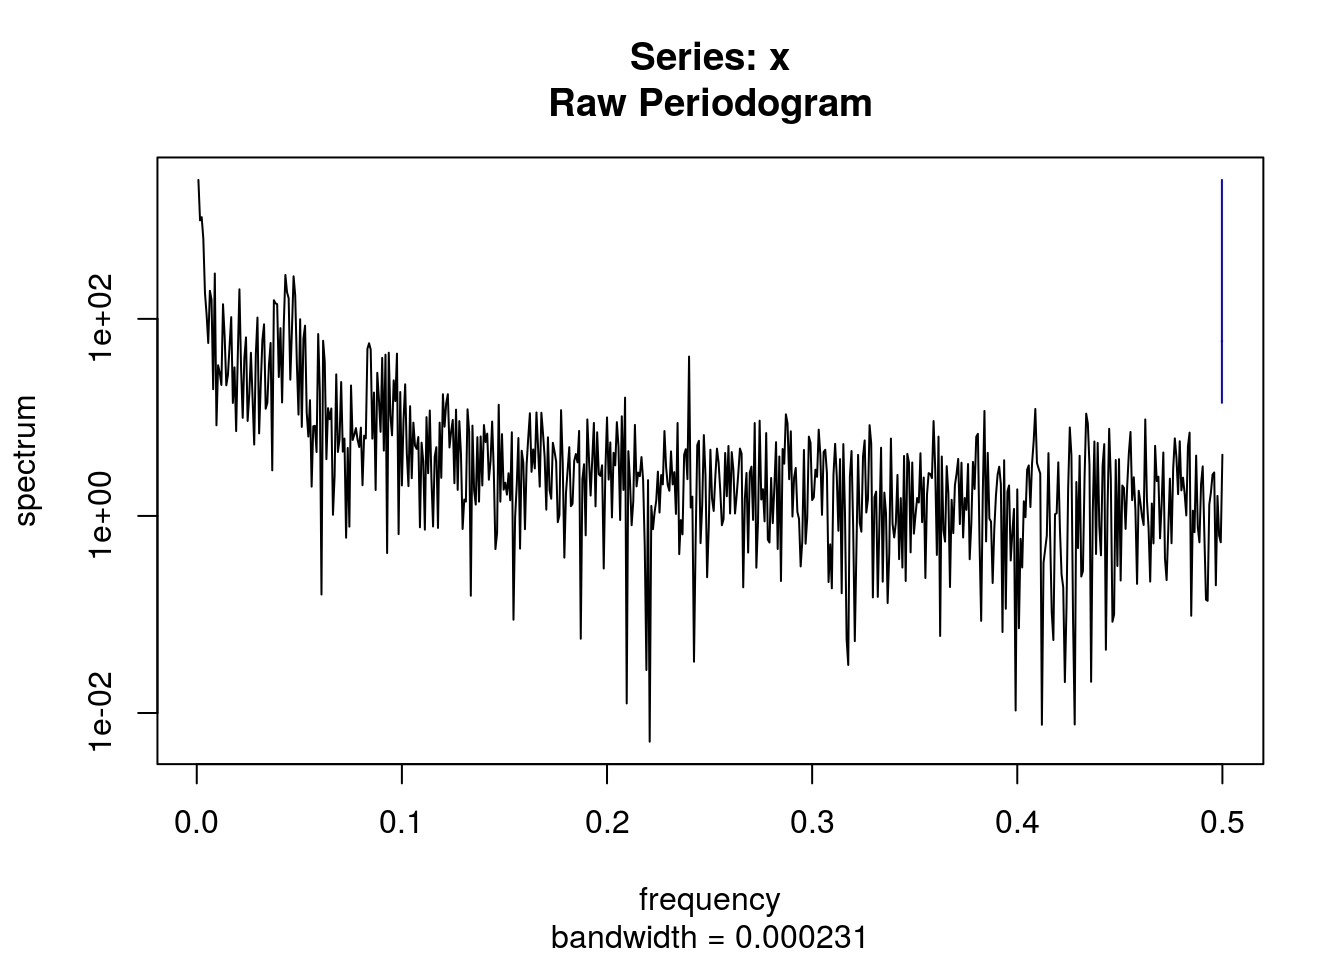 Series: x
Raw Periodogram
spectrum
1e+02
1e+00
1e-02
0.0 0.1 0.2 0.3 0.4 0.5
frequency
bandwidth = 0.000231